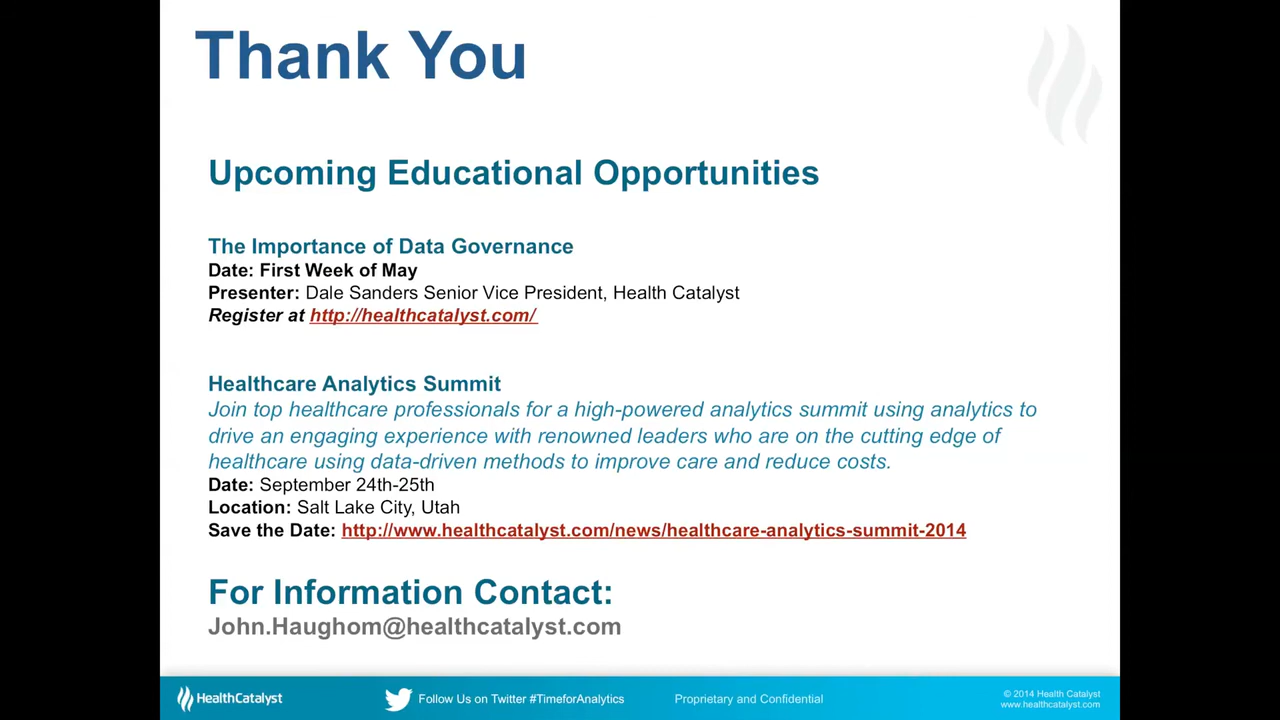 Thank You
Upcoming Educational Opportunities
The Importance of Data Governance
Date: First Week of May
Presenter: Dale Sanders Senior Vice President, Health Catalyst
Register at http://healthcatalyst.com/
Healthcare Analytics Summit
Join top healthcare professionals for a high-powered analytics summit using analytics to
drive an engaging experience with renowned leaders who are on the cutting edge of
healthcare using data-driven methods to improve care and reduce costs.
Date: September 24th-25th
Location: Salt Lake City, Utah
Save the Date: http://www.healthcatalyst.com/news/healthcare-analytics-summit-2014
For Information Contact:
John.Haughom@healthcatalyst.com
HealthCatalyst
Follow Us on Twitter #TimeforAnalytics
Proprietary and Confidential
© 2014 Health Catalyst
www.healthcatalyst.com